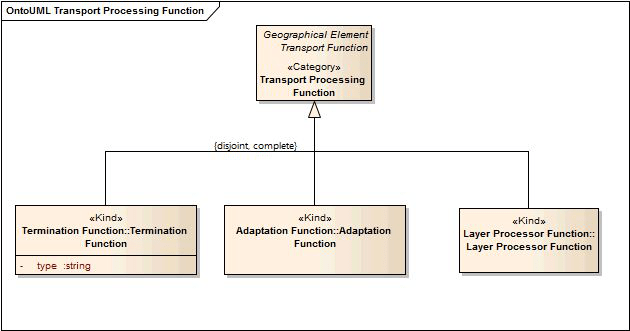 OntoUML Transport Processing Function
Geographical Element
Transport Function
«Category»
Transport Processing
Function
{disjoint, complete}
«Kind»
Termination Function::Termination
Function
- type :string
«Kind»
Adaptation Function::Adaptation
Function
«Kind»
Layer Processor Function::
Layer Processor Function